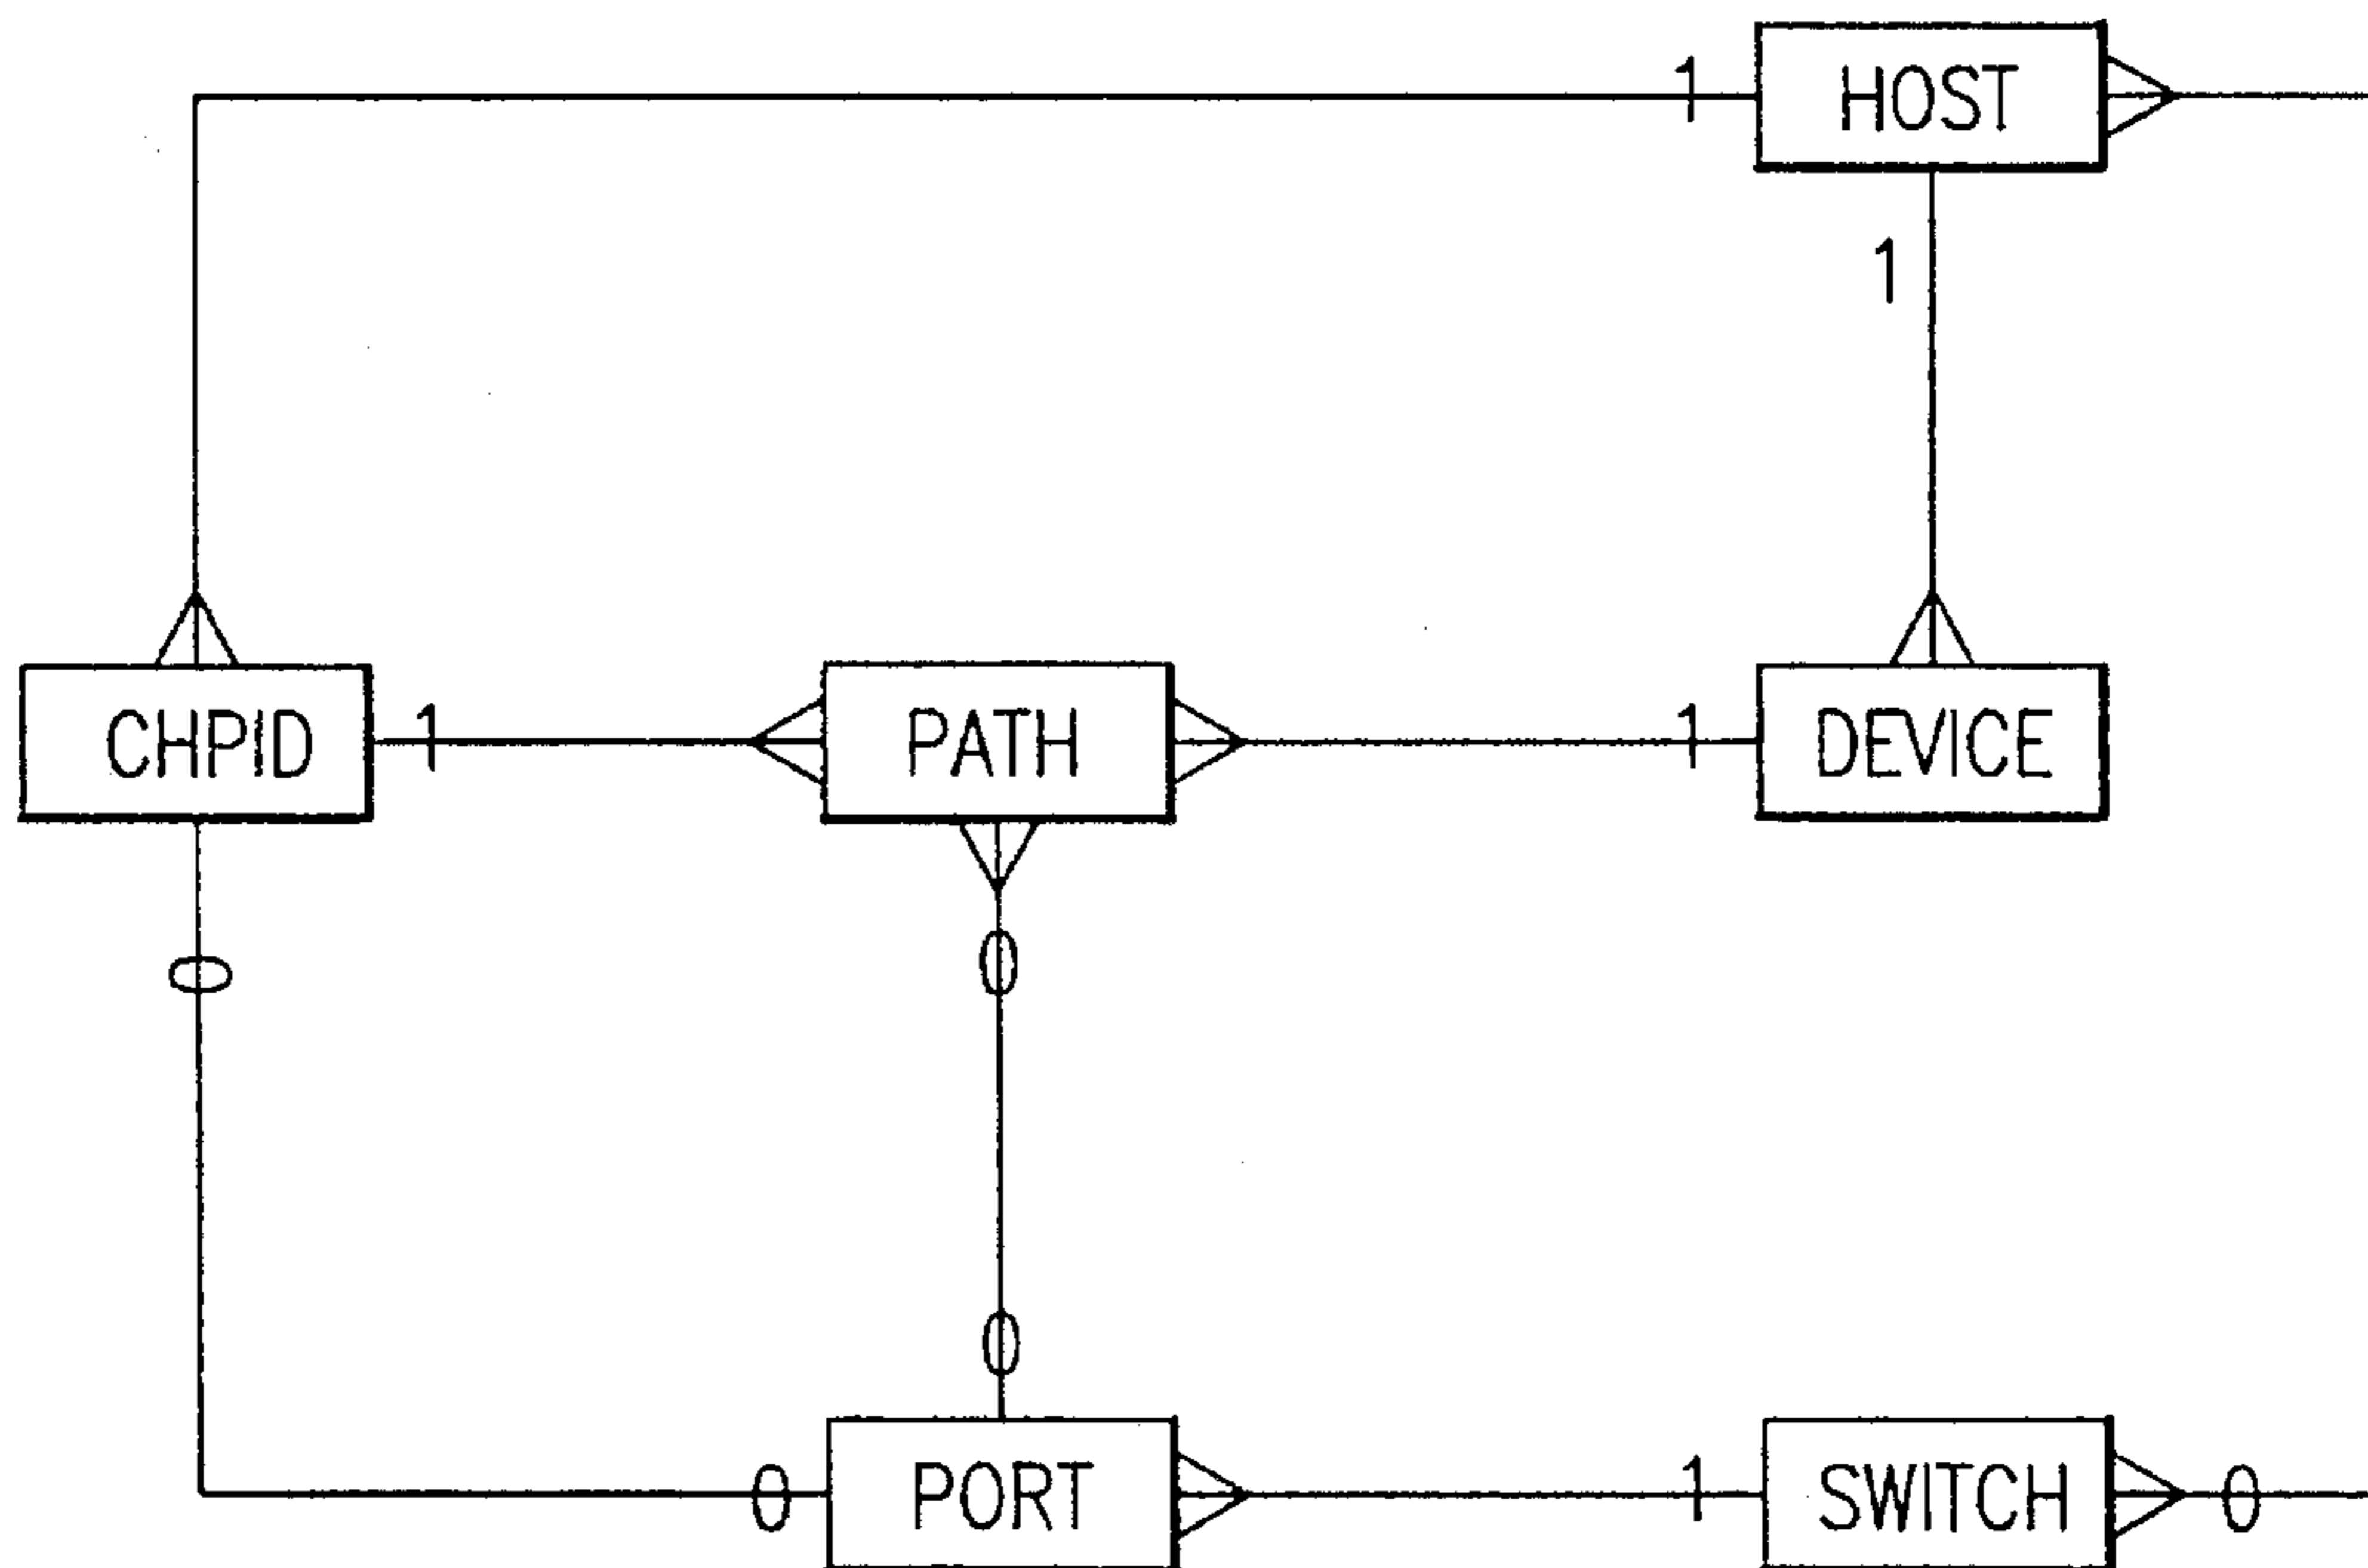 1 HOST
1
CHPID 1 PATH 1 DEVICE
0 0
0
0 PORT 1 SWITCH 0